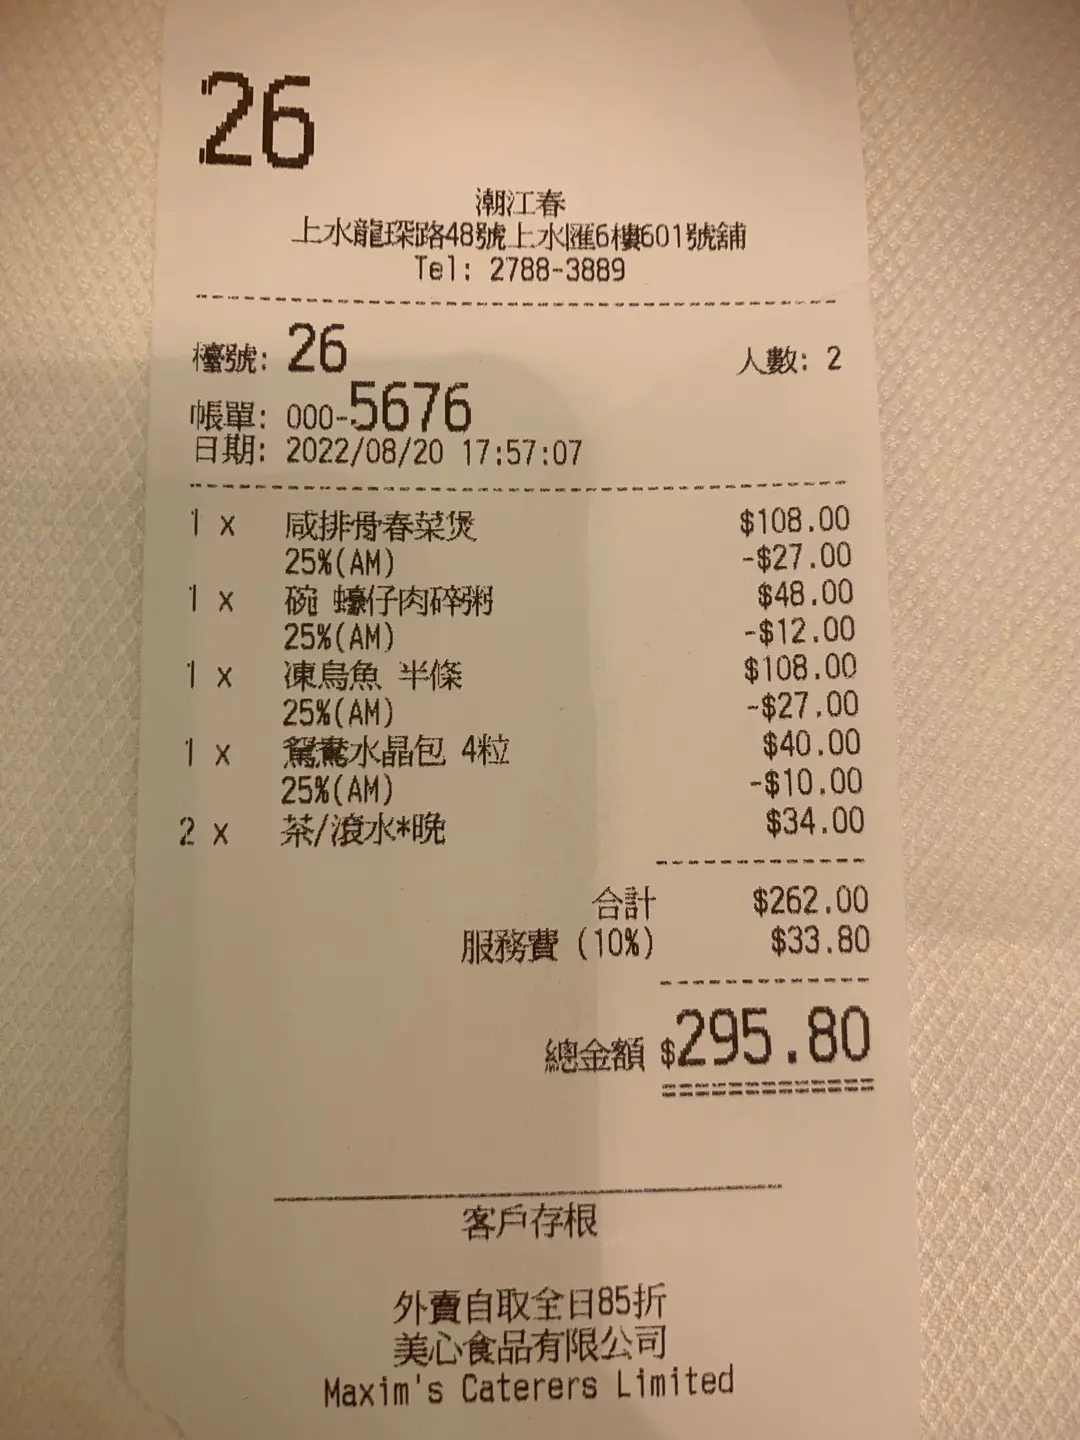 26
潮江春
上水龍琛路48號上水匯6樓601號舖
Tel: 2788-3889
檯號: 26 人數: 2
帳單: 000-5676
日期: 2022/08/20 17:57:07
1 x 咸排骨春菜煲 $108.00
25%(AM) -$27.00
1 x 碗 蠔仔肉碎粥 $48.00
25%(AM) -$12.00
1 x 凍烏魚 半條 $108.00
25%(AM) -$27.00
1 x 鴛鴦水晶包 4粒 $40.00
25%(AM) -$10.00
2 x 茶/滾水*晚 $34.00
合計 $262.00
服務費 (10%) $33.80
總金額 $295.80
客戶存根
外賣自取全日85折
美心食品有限公司
Maxim's Caterers Limited